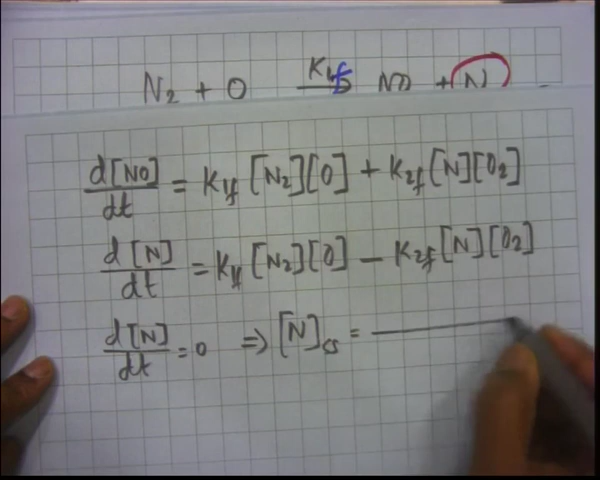 N₂ + O →(K1f) NO + N
d[NO]/dt = K1f [N₂][O] + K2f [N][O₂]
d[N]/dt = K1f [N₂][O] − K2f [N][O₂]
d[N]/dt = 0 ⇒ [N]ss =